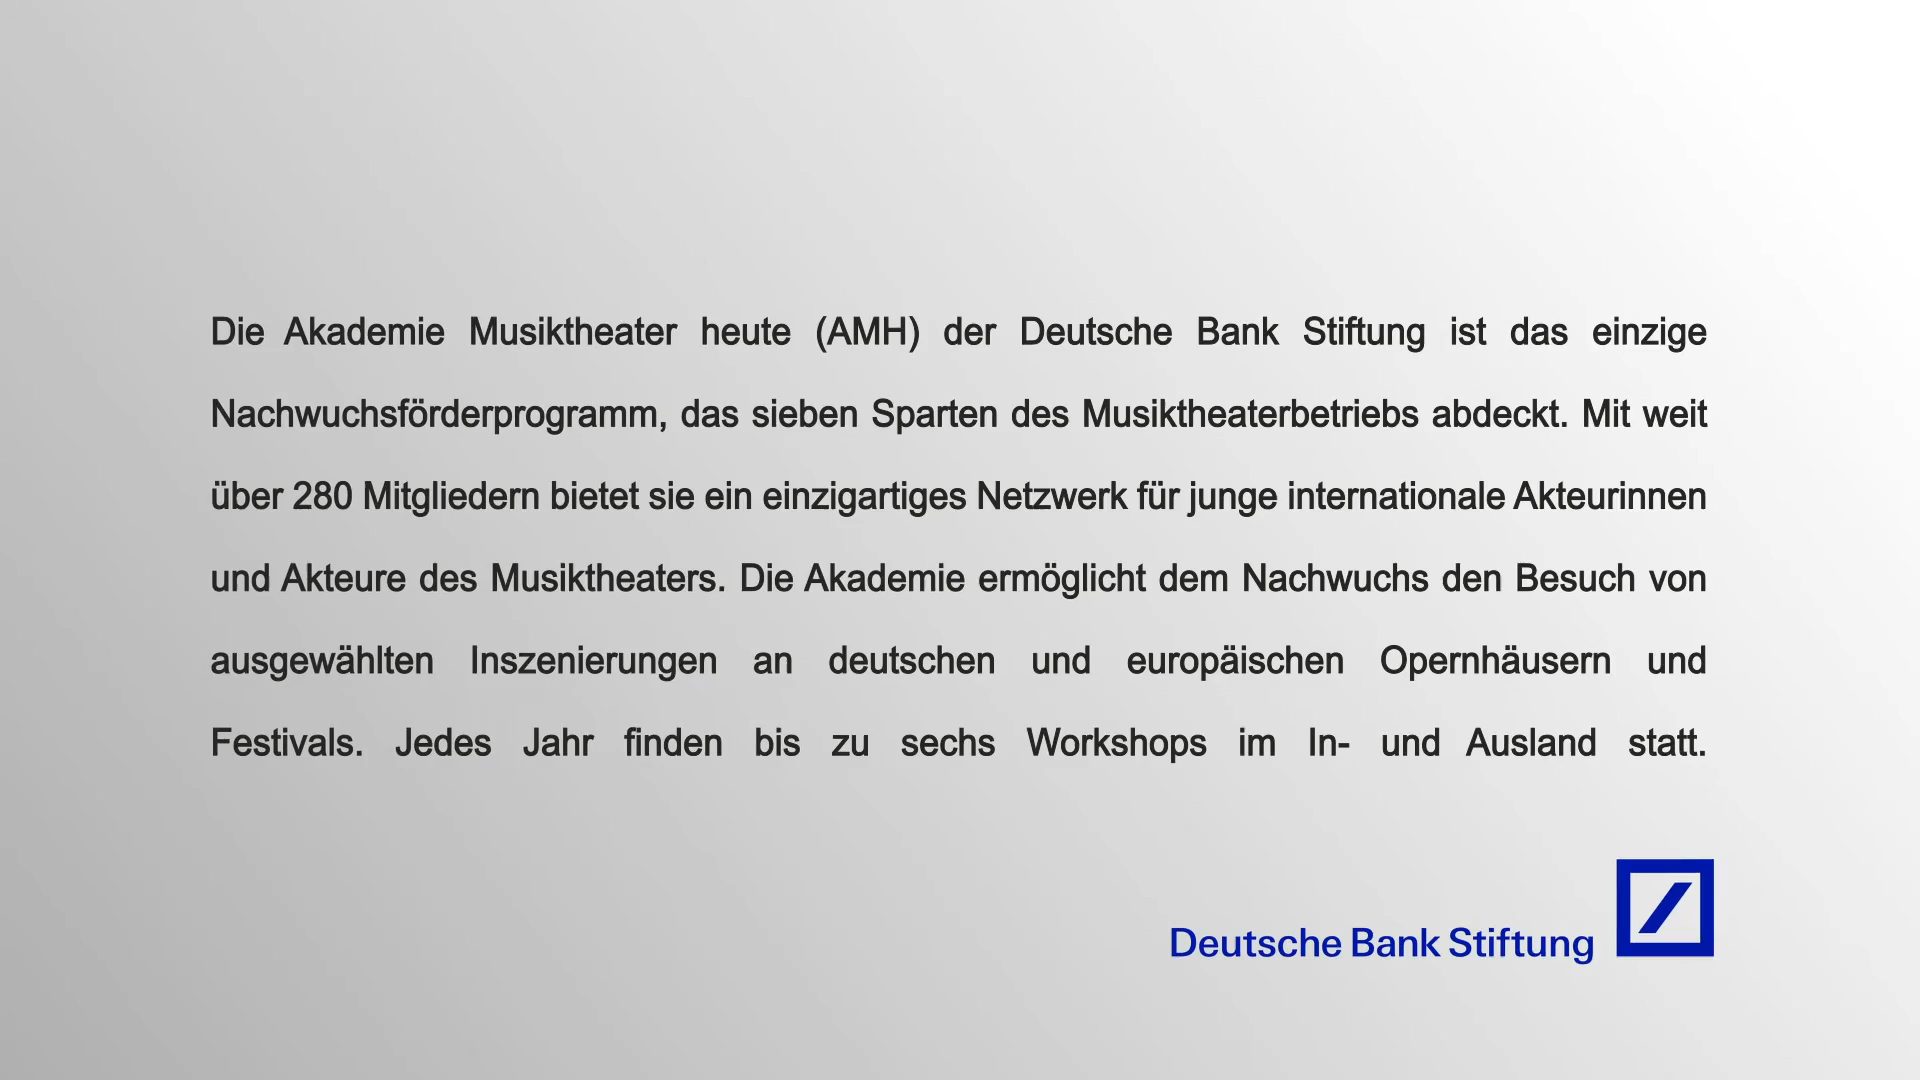 Die Akademie Musiktheater heute (AMH) der Deutsche Bank Stiftung ist das einzige
Nachwuchsförderprogramm, das sieben Sparten des Musiktheaterbetriebs abdeckt. Mit weit
über 280 Mitgliedern bietet sie ein einzigartiges Netzwerk für junge internationale Akteurinnen
und Akteure des Musiktheaters. Die Akademie ermöglicht dem Nachwuchs den Besuch von
ausgewählten Inszenierungen an deutschen und europäischen Opernhäusern und
Festivals. Jedes Jahr finden bis zu sechs Workshops im In- und Ausland statt.
Deutsche Bank Stiftung